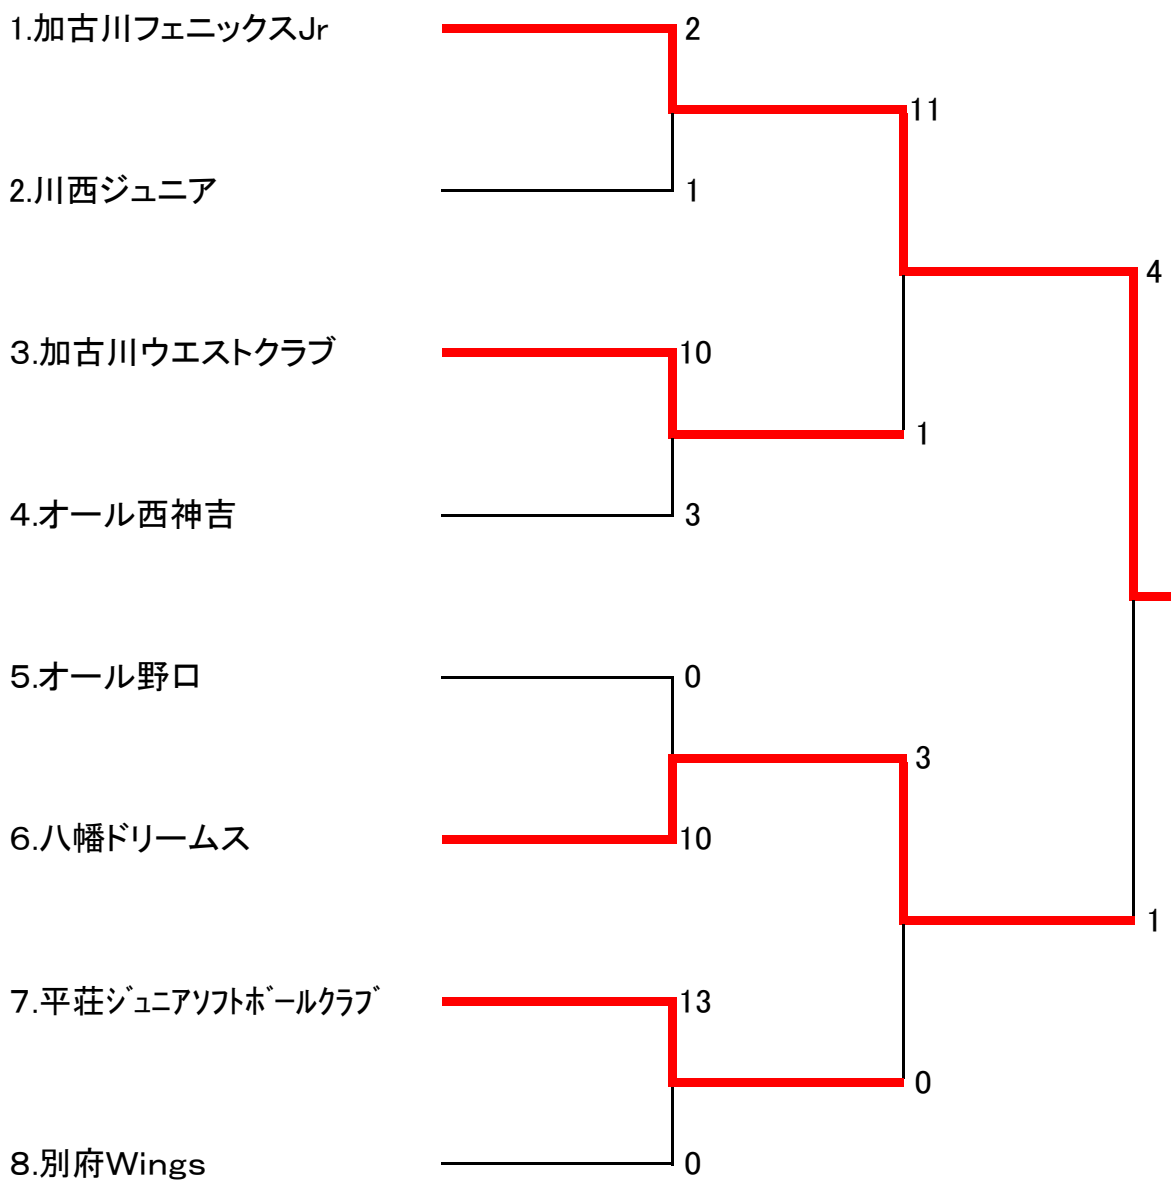 1.加古川フェニックスJr
2
11
2.川西ジュニア
1
4
3.加古川ウエストクラブ
10
1
4.オール西神吉
3
5.オール野口
0
3
6.八幡ドリームス
10
1
7.平荘ｼﾞｭﾆｱｿﾌﾄﾎﾞｰﾙｸﾗﾌﾞ
13
0
8.別府Wings
0